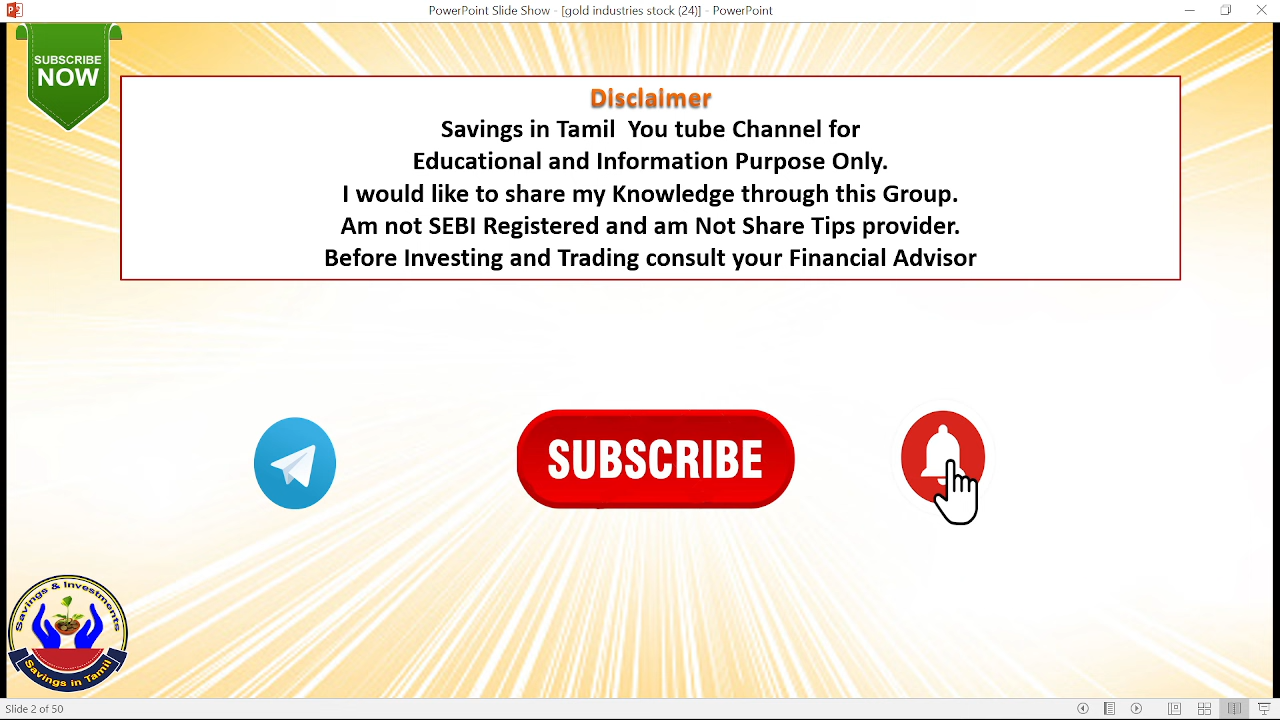 PowerPoint Slide Show - [gold industries stock (24)] - PowerPoint
SUBSCRIBE
NOW
Disclaimer
Savings in Tamil  You tube Channel for
Educational and Information Purpose Only.
I would like to share my Knowledge through this Group.
Am not SEBI Registered and am Not Share Tips provider.
Before Investing and Trading consult your Financial Advisor
SUBSCRIBE
Savings & Investments
Savings in Tamil
Slide 2 of 50